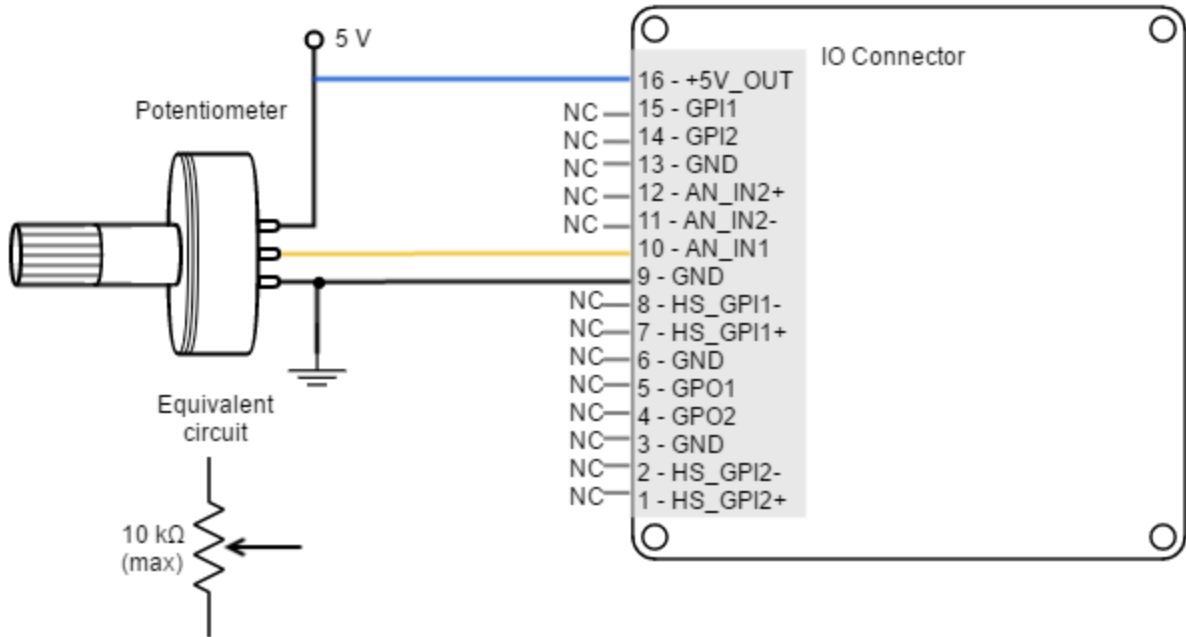 5 V
IO Connector
Potentiometer
16 - +5V_OUT
NC 15 - GPI1
NC 14 - GPI2
NC 13 - GND
NC 12 - AN_IN2+
NC 11 - AN_IN2-
10 - AN_IN1
9 - GND
NC 8 - HS_GPI1-
NC 7 - HS_GPI1+
NC 6 - GND
NC 5 - GPO1
NC 4 - GPO2
NC 3 - GND
NC 2 - HS_GPI2-
NC 1 - HS_GPI2+
Equivalent
circuit
10 kΩ
(max)